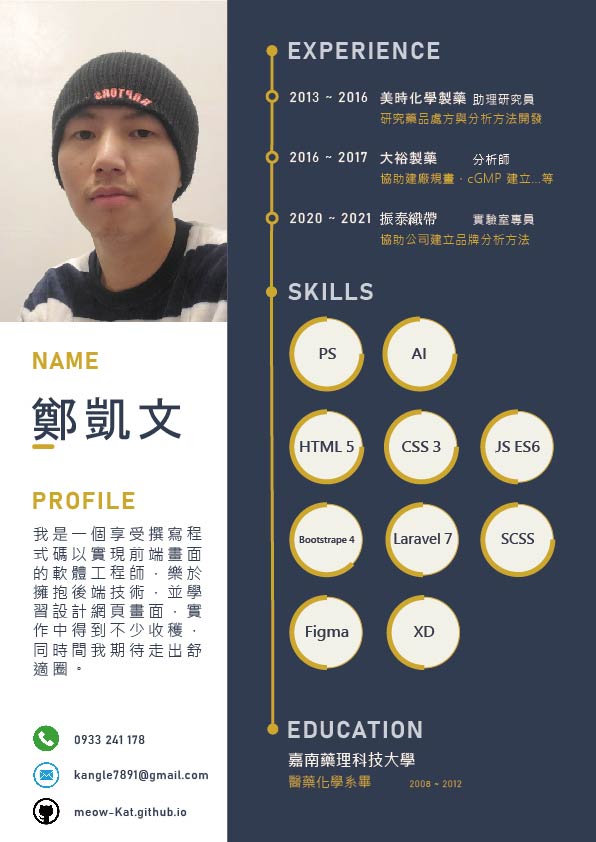 RAPTORS
NAME
鄭凱文
PROFILE
我是一個享受撰寫程
式碼以實現前端畫面
的軟體工程師，樂於
擁抱後端技術，並學
習設計網頁畫面，實
作中得到不少收穫，
同時間我期待走出舒
適圈。
0933 241 178
kangle7891@gmail.com
meow-Kat.github.io
EXPERIENCE
2013 ~ 2016 美時化學製藥 助理研究員
研究藥品處方與分析方法開發
2016 ~ 2017 大裕製藥 分析師
協助建廠規畫，cGMP 建立...等
2020 ~ 2021 振泰織帶 實驗室專員
協助公司建立品牌分析方法
SKILLS
PS AI
HTML 5 CSS 3 JS ES6
Bootstrape 4 Laravel 7 SCSS
Figma XD
EDUCATION
嘉南藥理科技大學
醫藥化學系畢 2008 ~ 2012